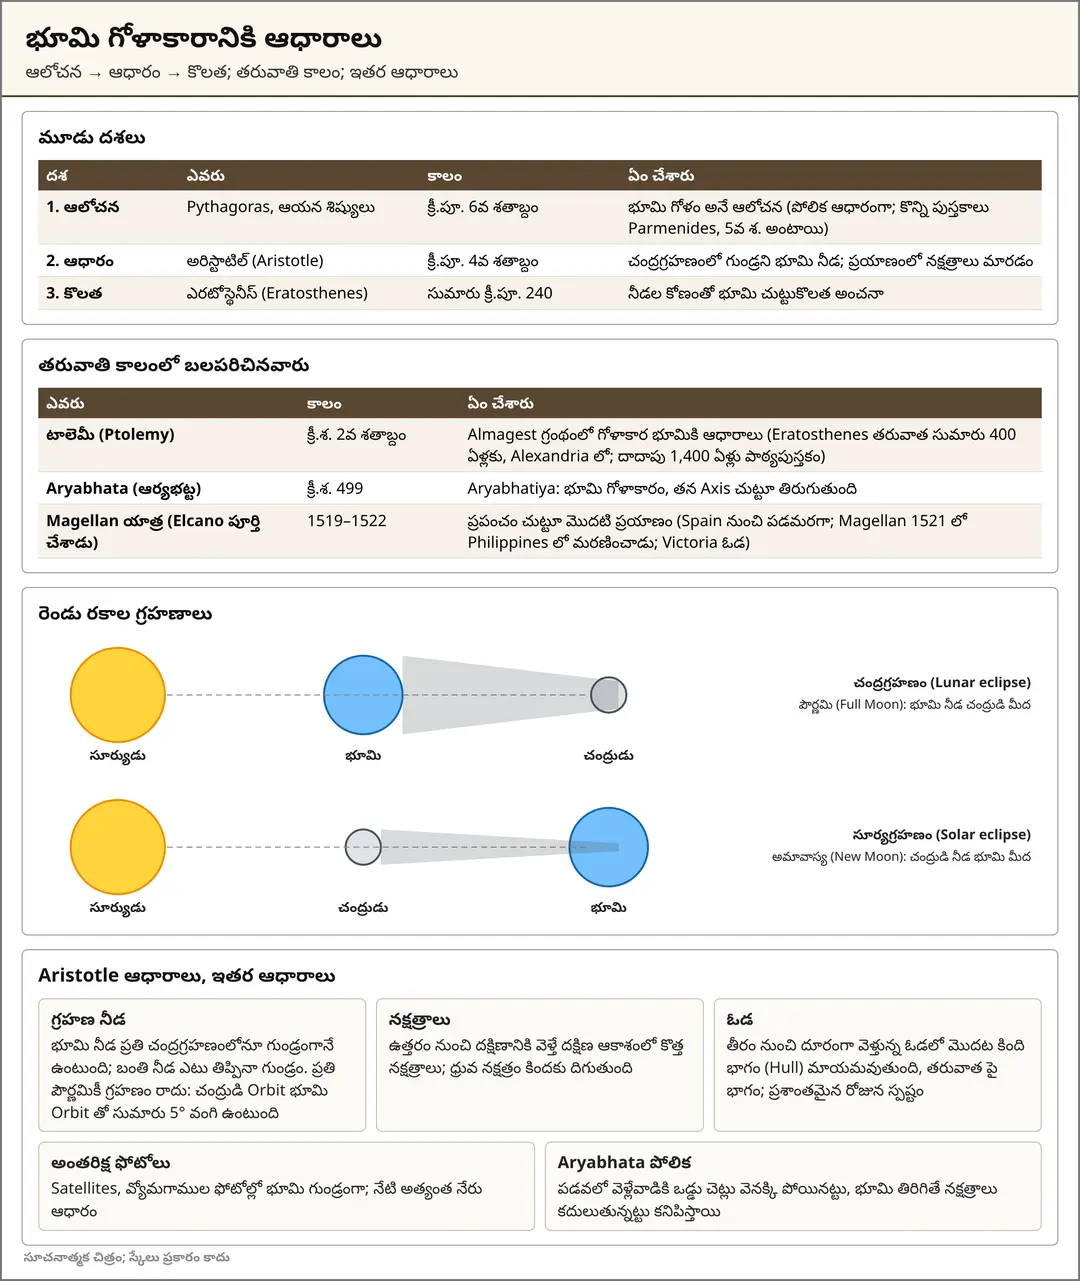 భూమి గోళాకారానికి ఆధారాలు
ఆలోచన → ఆధారం → కొలత; తరువాతి కాలం; ఇతర ఆధారాలు
మూడు దశలు
దశ ఎవరు కాలం ఏం చేశారు
1. ఆలోచన Pythagoras, ఆయన శిష్యులు క్రీ.పూ. 6వ శతాబ్దం భూమి గోళం అనే ఆలోచన (పోలిక ఆధారంగా; కొన్ని పుస్తకాలు
Parmenides, 5వ శ. అంటాయి)
2. ఆధారం అరిస్టాటిల్ (Aristotle) క్రీ.పూ. 4వ శతాబ్దం చంద్రగ్రహణంలో గుండ్రని భూమి నీడ; ప్రయాణంలో నక్షత్రాలు మారడం
3. కొలత ఎరటోస్థెనీస్ (Eratosthenes) సుమారు క్రీ.పూ. 240 నీడల కోణంతో భూమి చుట్టుకొలత అంచనా
తరువాతి కాలంలో బలపరిచినవారు
ఎవరు కాలం ఏం చేశారు
టాలెమీ (Ptolemy) క్రీ.శ. 2వ శతాబ్దం Almagest గ్రంథంలో గోళాకార భూమికి ఆధారాలు (Eratosthenes తరువాత సుమారు 400
ఏళ్లకు, Alexandria లో; దాదాపు 1,400 ఏళ్లు పాఠ్యపుస్తకం)
Aryabhata (ఆర్యభట్ట) క్రీ.శ. 499 Aryabhatiya: భూమి గోళాకారం, తన Axis చుట్టూ తిరుగుతుంది
Magellan యాత్ర (Elcano పూర్తి
చేశాడు) 1519–1522 ప్రపంచం చుట్టూ మొదటి ప్రయాణం (Spain నుంచి పడమరగా; Magellan 1521 లో
Philippines లో మరణించాడు; Victoria ఓడ)
రెండు రకాల గ్రహణాలు
చంద్రగ్రహణం (Lunar eclipse)
పౌర్ణమి (Full Moon): భూమి నీడ చంద్రుడి మీద
సూర్యుడు భూమి చంద్రుడు
సూర్యగ్రహణం (Solar eclipse)
అమావాస్య (New Moon): చంద్రుడి నీడ భూమి మీద
సూర్యుడు చంద్రుడు భూమి
Aristotle ఆధారాలు, ఇతర ఆధారాలు
గ్రహణ నీడ
భూమి నీడ ప్రతి చంద్రగ్రహణంలోనూ గుండ్రంగానే
ఉంటుంది; బంతి నీడ ఎటు తిప్పినా గుండ్రం. ప్రతి
పౌర్ణమికీ గ్రహణం రాదు: చంద్రుడి Orbit భూమి
Orbit తో సుమారు 5° వంగి ఉంటుంది
నక్షత్రాలు
ఉత్తరం నుంచి దక్షిణానికి వెళ్తే దక్షిణ ఆకాశంలో కొత్త
నక్షత్రాలు; ధ్రువ నక్షత్రం కిందకు దిగుతుంది
ఓడ
తీరం నుంచి దూరంగా వెళ్తున్న ఓడలో మొదట కింది
భాగం (Hull) మాయమవుతుంది, తరువాత పై
భాగం; ప్రశాంతమైన రోజున స్పష్టం
అంతరిక్ష ఫోటోలు
Satellites, వ్యోమగాముల ఫోటోల్లో భూమి గుండ్రంగా; నేటి అత్యంత నేరు
ఆధారం
Aryabhata పోలిక
పడవలో వెళ్లేవాడికి ఒడ్డు చెట్లు వెనక్కి పోయినట్టు, భూమి తిరిగితే నక్షత్రాలు
కదులుతున్నట్టు కనిపిస్తాయి
సూచనాత్మక చిత్రం; స్కేలు ప్రకారం కాదు